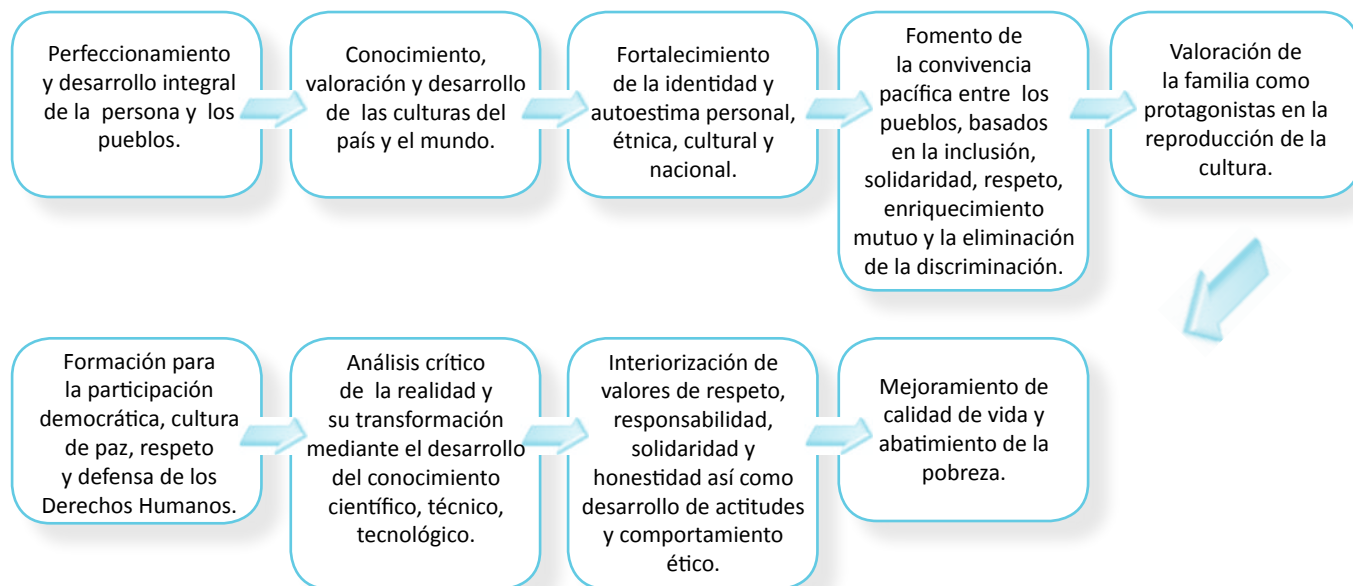 Perfeccionamiento
y desarrollo integral
de la persona y los
pueblos.
Conocimiento,
valoración y desarrollo
de las culturas del
país y el mundo.
Fortalecimiento
de la identidad y
autoestima personal,
étnica, cultural y
nacional.
Fomento de
la convivencia
pacífica entre los
pueblos, basados
en la inclusión,
solidaridad, respeto,
enriquecimiento
mutuo y la eliminación
de la discriminación.
Valoración de
la familia como
protagonistas en la
reproducción de la
cultura.
Formación para
la participación
democrática, cultura
de paz, respeto
y defensa de los
Derechos Humanos.
Análisis crítico
de la realidad y
su transformación
mediante el desarrollo
del conocimiento
científico, técnico,
tecnológico.
Interiorización de
valores de respeto,
responsabilidad,
solidaridad y
honestidad así como
desarrollo de actitudes
y comportamiento
ético.
Mejoramiento de
calidad de vida y
abatimiento de la
pobreza.